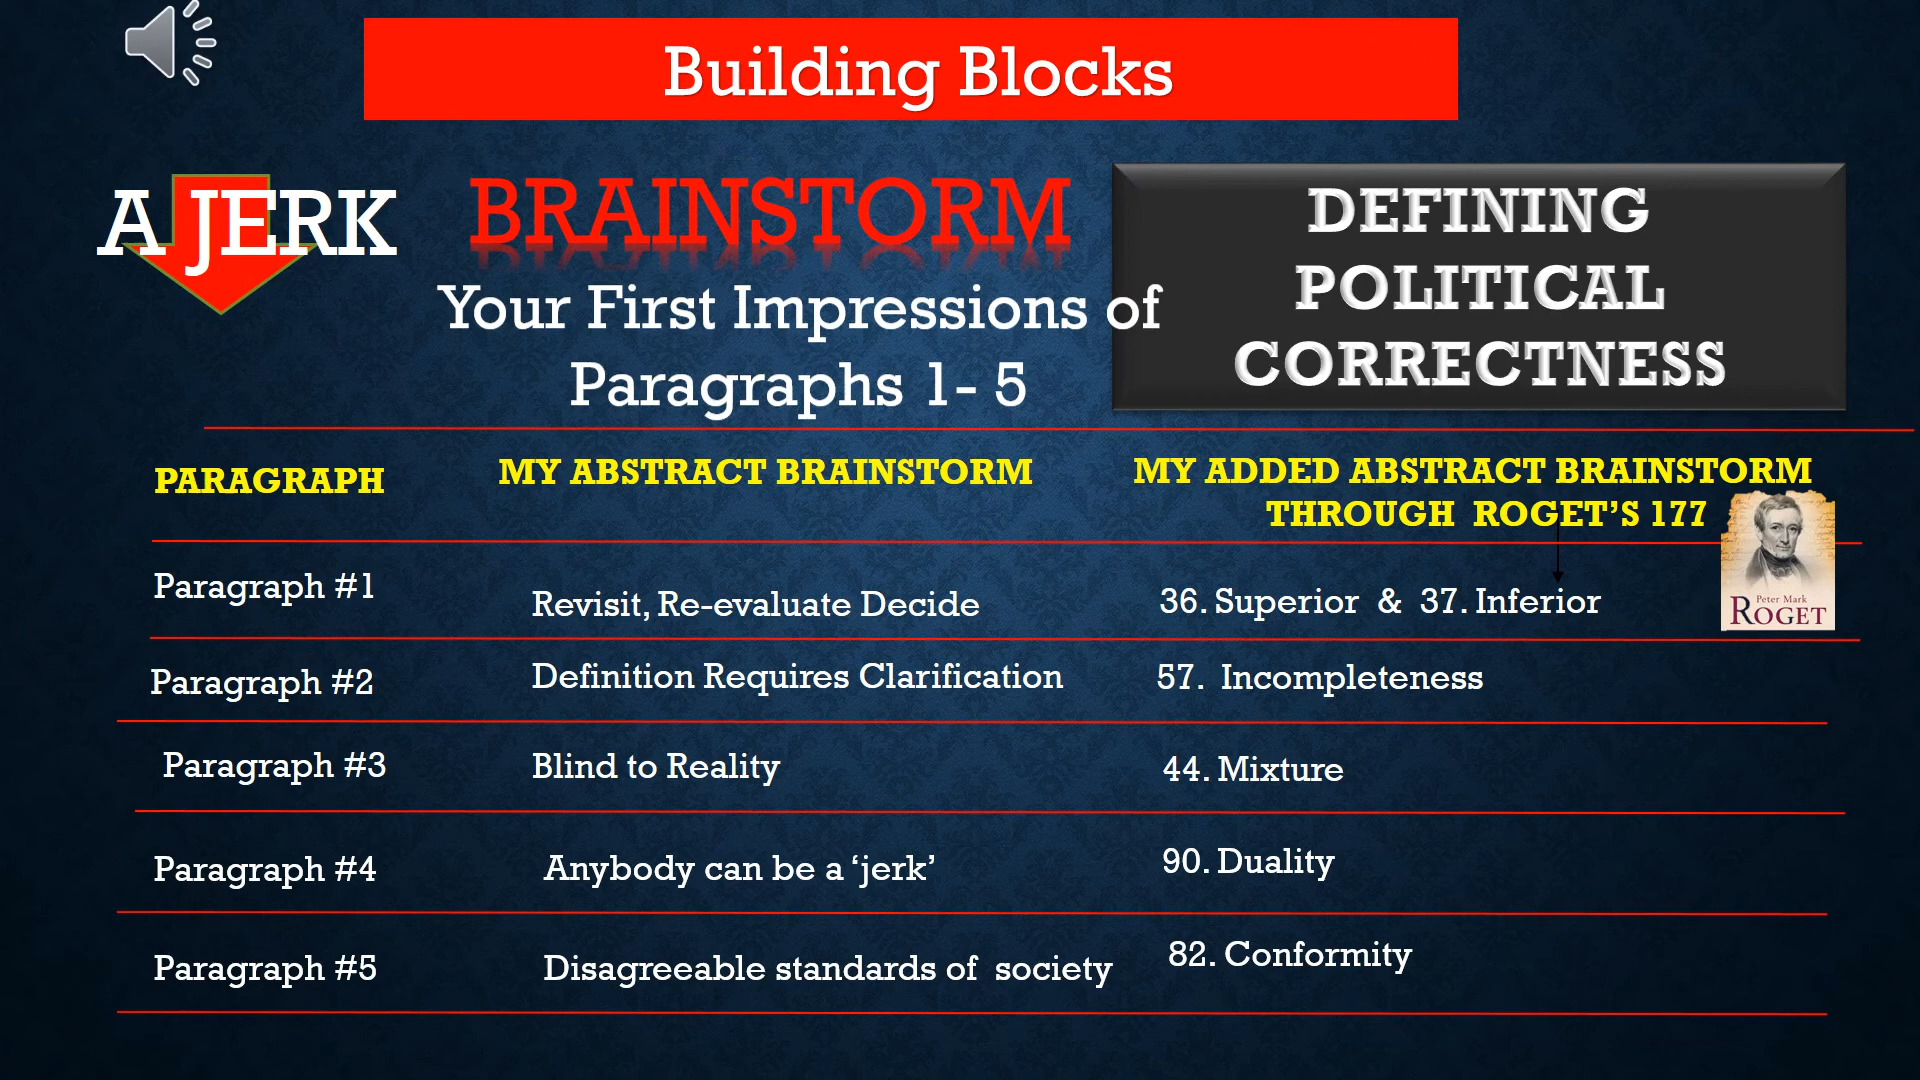 Building Blocks
A JERK
BRAINSTORM
Your First Impressions of
Paragraphs 1- 5
DEFINING
POLITICAL
CORRECTNESS
PARAGRAPH
MY ABSTRACT BRAINSTORM
MY ADDED ABSTRACT BRAINSTORM
THROUGH ROGET’S 177
Peter Mark
ROGET
Paragraph #1
Revisit, Re-evaluate Decide
36. Superior & 37. Inferior
Paragraph #2
Definition Requires Clarification
57. Incompleteness
Paragraph #3
Blind to Reality
44. Mixture
Paragraph #4
Anybody can be a ‘jerk’
90. Duality
Paragraph #5
Disagreeable standards of society
82. Conformity